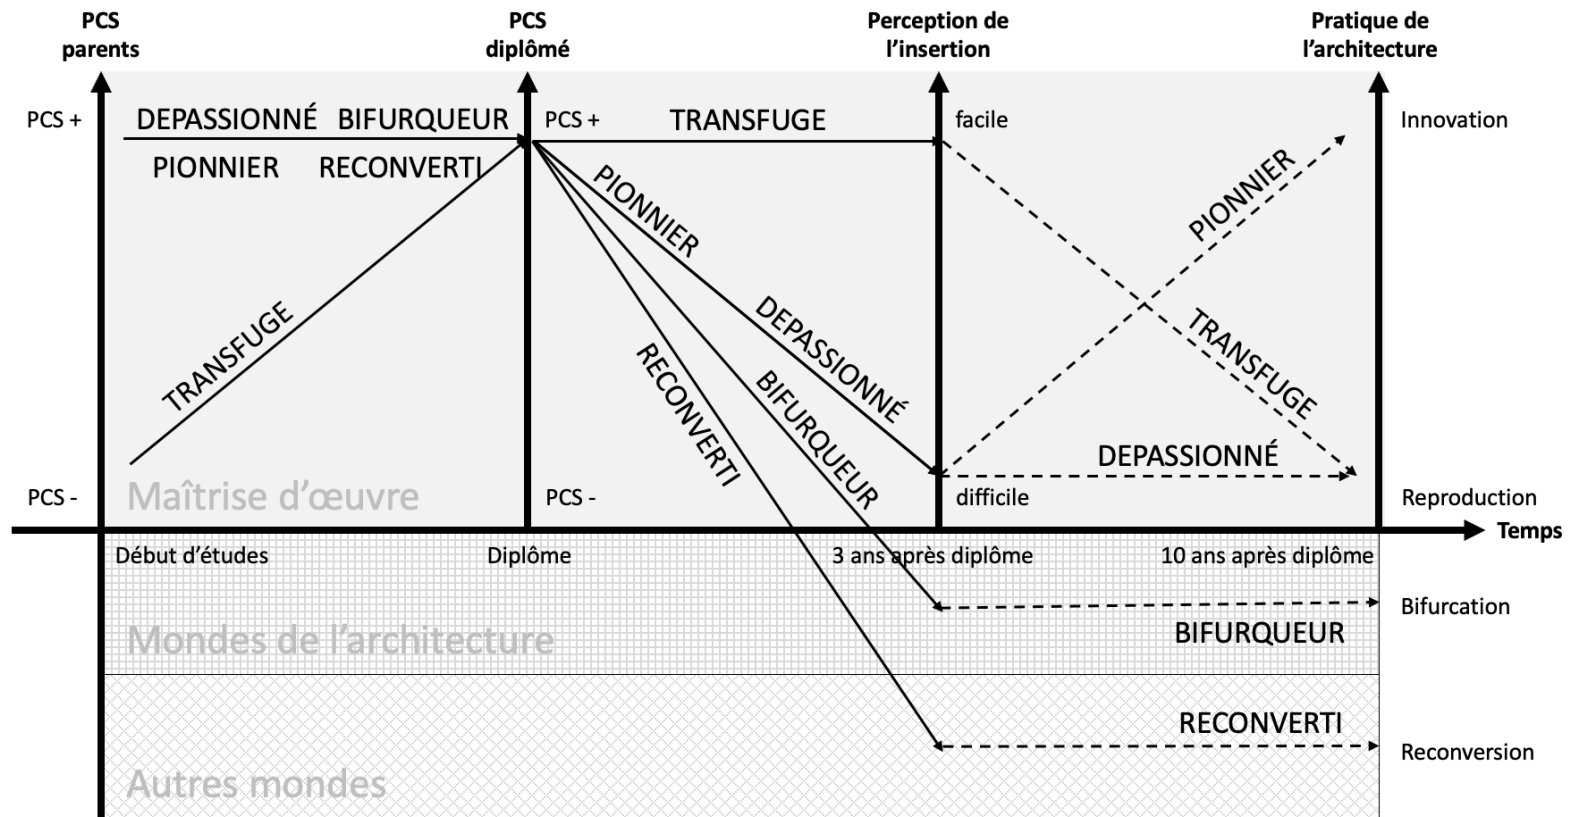 PCS
parents
PCS
diplômé
Perception de
l’insertion
Pratique de
l’architecture
PCS +
DEPASSIONNÉ BIFURQUEUR
PIONNIER RECONVERTI
PCS +
TRANSFUGE
facile
Innovation
PIONNIER
PIONNIER
TRANSFUGE
DEPASSIONNÉ
RECONVERTI
BIFURQUEUR
TRANSFUGE
DEPASSIONNÉ
PCS -
Maîtrise d’œuvre
PCS -
difficile
Reproduction
Temps
Début d’études
Diplôme
3 ans après diplôme
10 ans après diplôme
Bifurcation
Mondes de l’architecture
BIFURQUEUR
RECONVERTI
Reconversion
Autres mondes